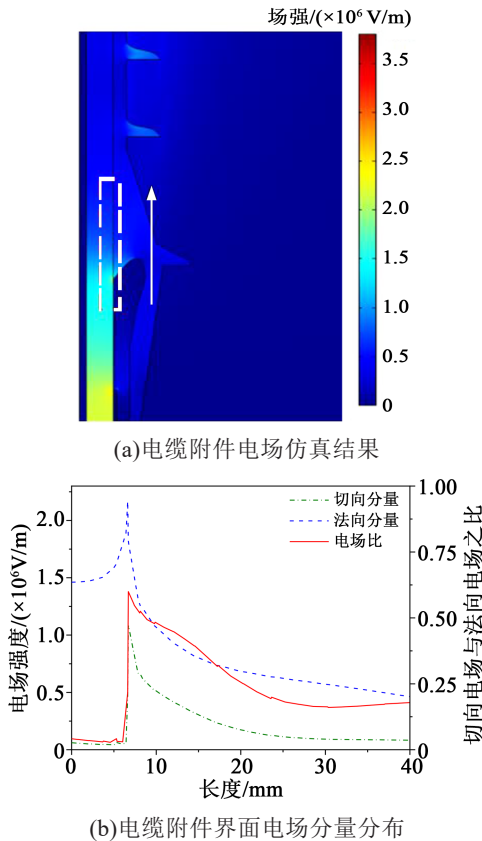 场强/(×10⁶ V/m)
3.5
3.0
2.5
2.0
1.5
1.0
0.5
0
(a)电缆附件电场仿真结果
电场强度/(×10⁶V/m)
2.0
1.5
1.0
0.5
0
切向分量
法向分量
电场比
1.00
0.75
0.50
0.25
0
切向电场与法向电场之比
0
10
20
30
40
长度/mm
(b)电缆附件界面电场分量分布